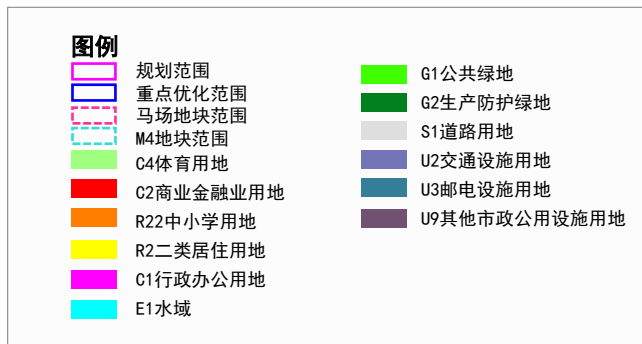 图例
规划范围
重点优化范围
马场地块范围
M4地块范围
C4体育用地
C2商业金融业用地
R22中小学用地
R2二类居住用地
C1行政办公用地
E1水域
G1公共绿地
G2生产防护绿地
S1道路用地
U2交通设施用地
U3邮电设施用地
U9其他市政公用设施用地